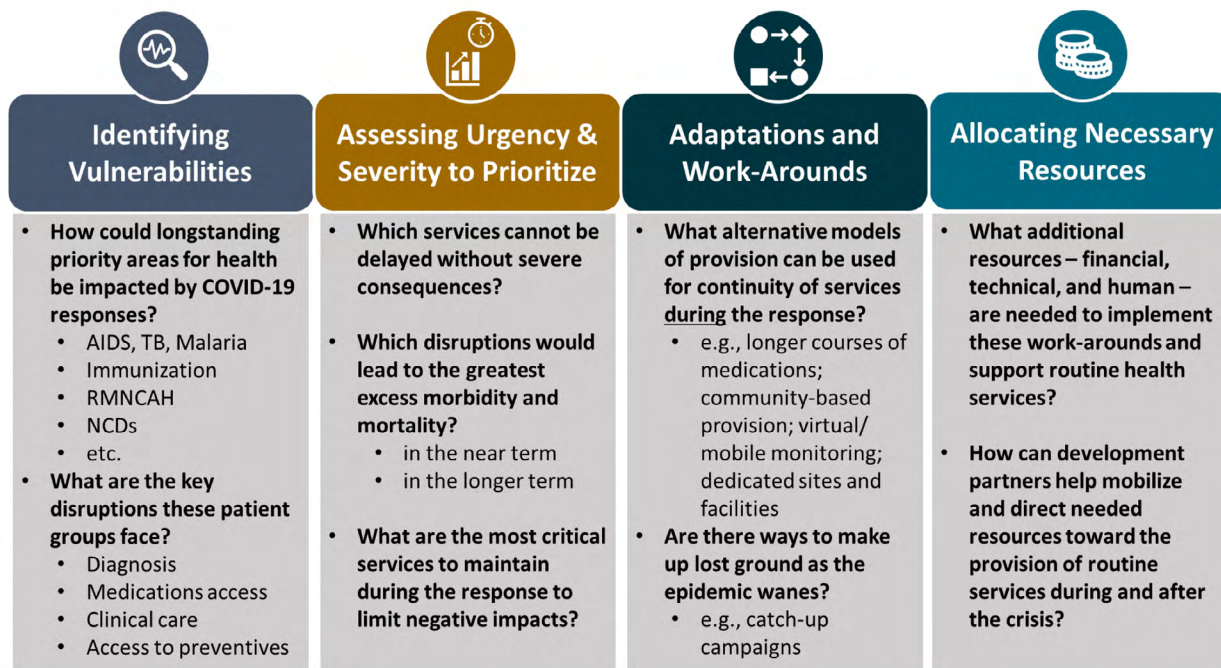 Identifying
Vulnerabilities
• How could longstanding
priority areas for health
be impacted by COVID-19
responses?
• AIDS, TB, Malaria
• Immunization
• RMNCAH
• NCDs
• etc.
• What are the key
disruptions these patient
groups face?
• Diagnosis
• Medications access
• Clinical care
• Access to preventives
Assessing Urgency &
Severity to Prioritize
• Which services cannot be
delayed without severe
consequences?
• Which disruptions would
lead to the greatest
excess morbidity and
mortality?
• in the near term
• in the longer term
• What are the most critical
services to maintain
during the response to
limit negative impacts?
Adaptations and
Work-Arounds
• What alternative models
of provision can be used
for continuity of services
during the response?
• e.g., longer courses of
medications;
community-based
provision; virtual/
mobile monitoring;
dedicated sites and
facilities
• Are there ways to make
up lost ground as the
epidemic wanes?
• e.g., catch-up
campaigns
Allocating Necessary
Resources
• What additional
resources – financial,
technical, and human –
are needed to implement
these work-arounds and
support routine health
services?
• How can development
partners help mobilize
and direct needed
resources toward the
provision of routine
services during and after
the crisis?